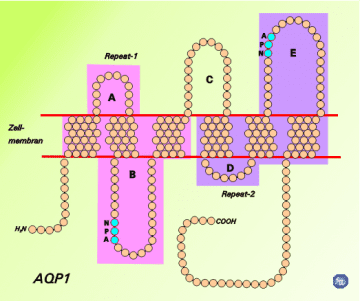 Repeat-1
A
C
A
P
N
E
Zell-
membran
B
D
Repeat-2
N
P
A
H₂N
COOH
AQP1